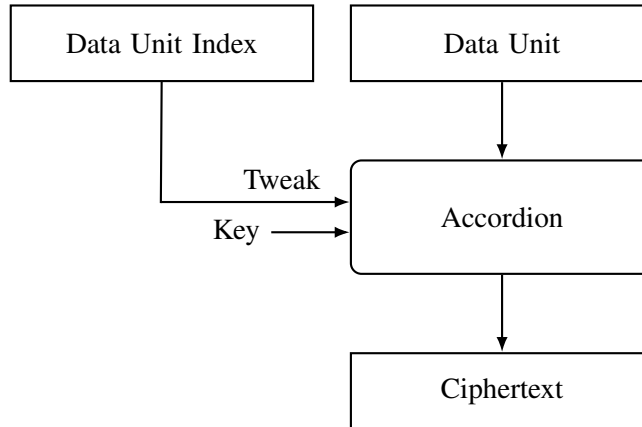 Data Unit Index
Data Unit
Tweak
Key
Accordion
Ciphertext